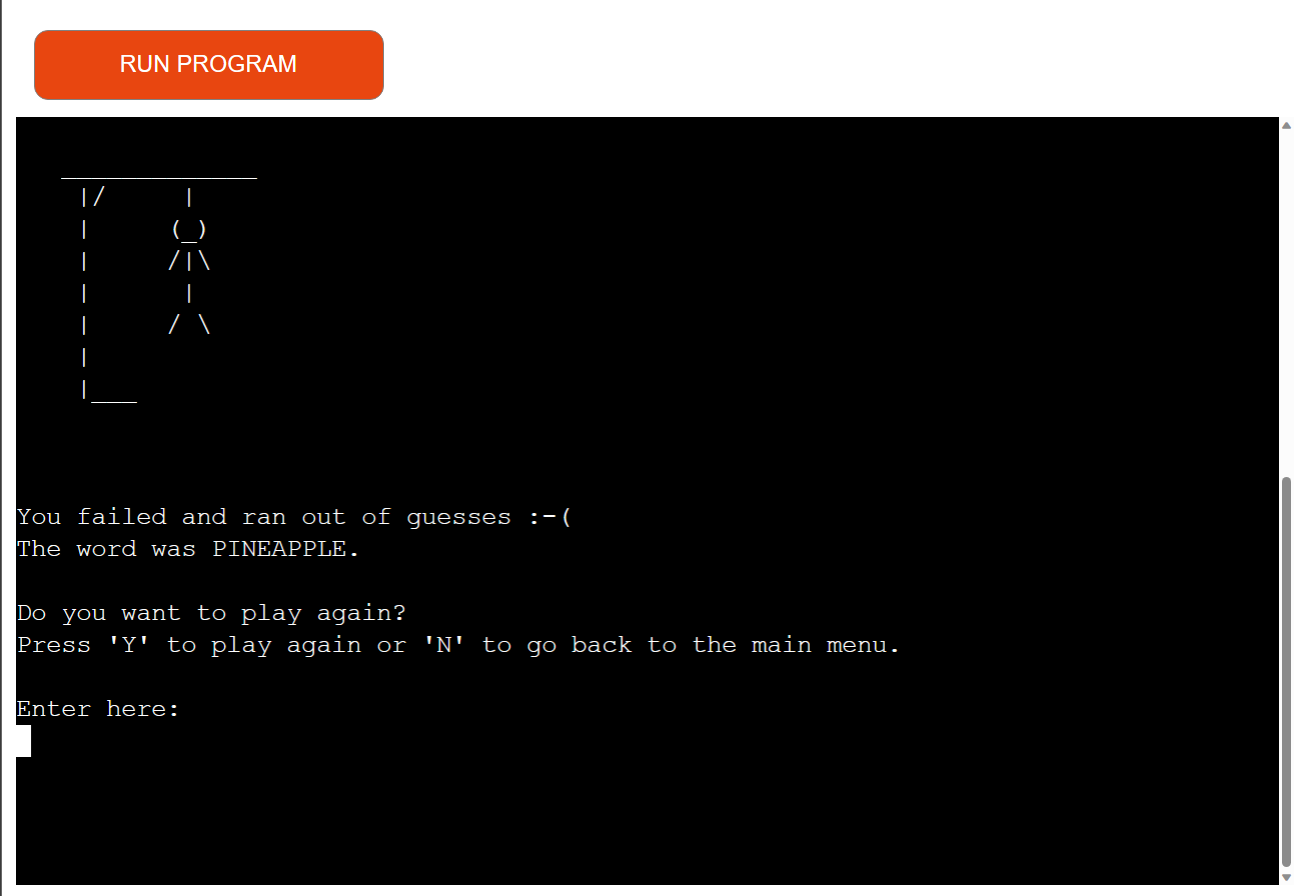 RUN PROGRAM
_____________
|/     |
|     (_)
|     /|\
|      |
|     / \
|
|___
You failed and ran out of guesses :-(
The word was PINEAPPLE.
Do you want to play again?
Press 'Y' to play again or 'N' to go back to the main menu.
Enter here: